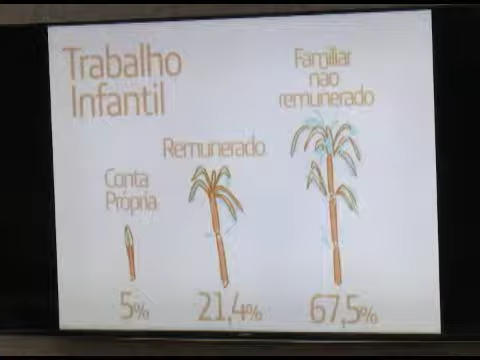 Trabalho
Infantil
Familiar
não
remunerado
Remunerado
Conta
Própria
5%
21,4%
67,5%